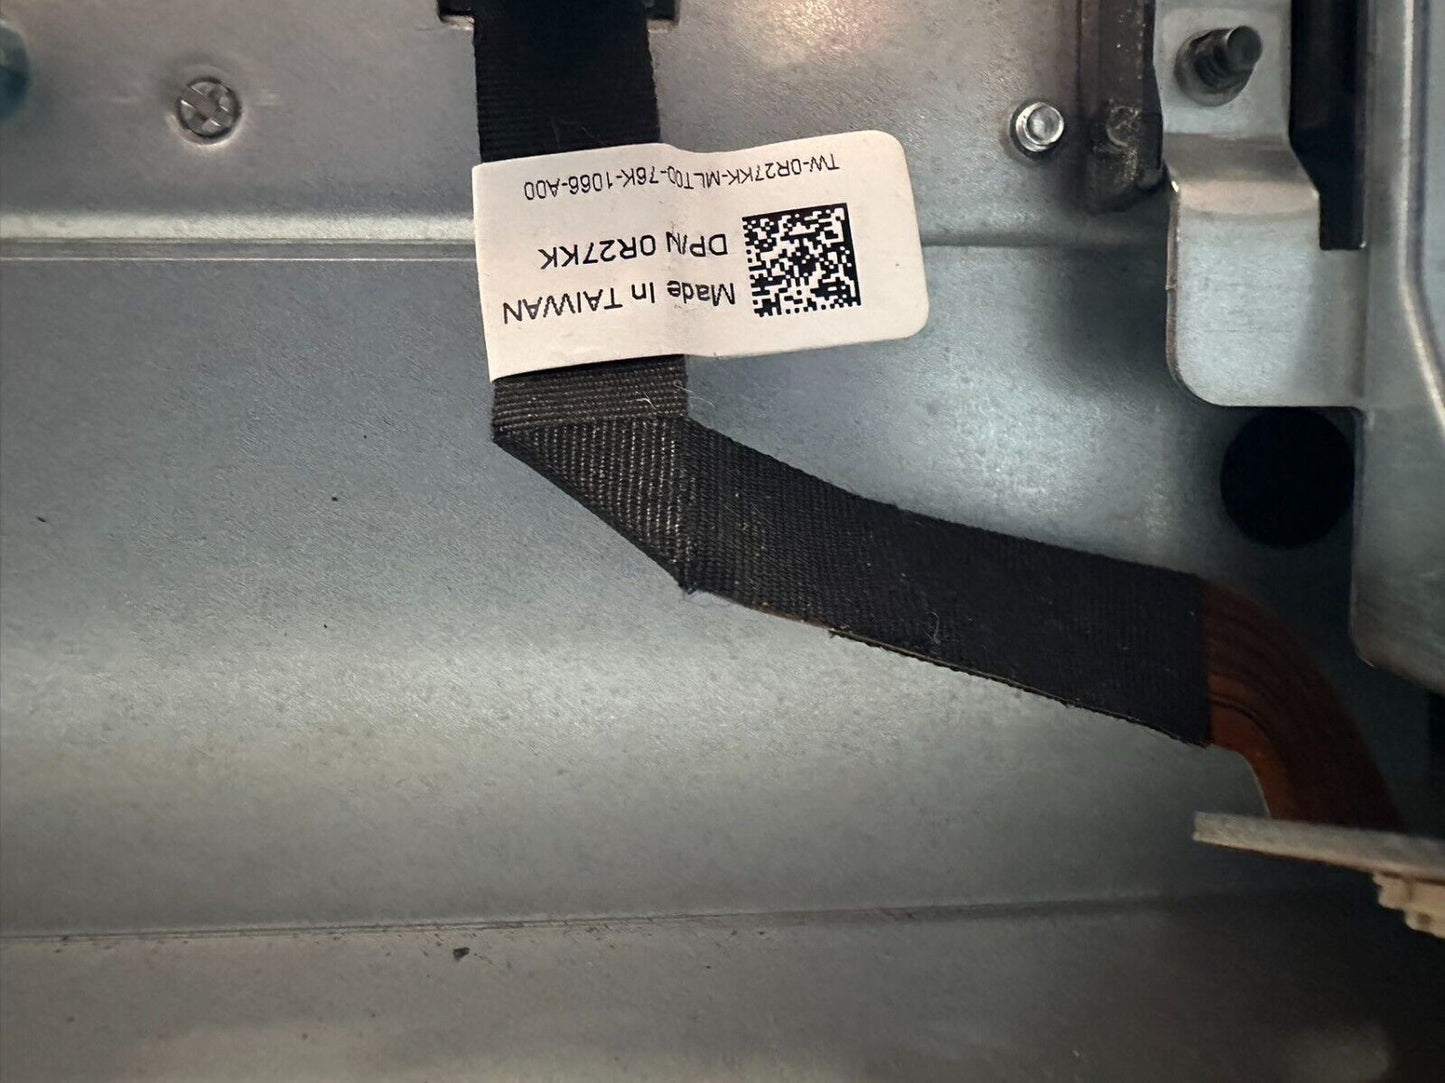 Made In TAIWAN
DP/N 0R27KK
TW-0R27KK-MLT00-76K-1066-A00